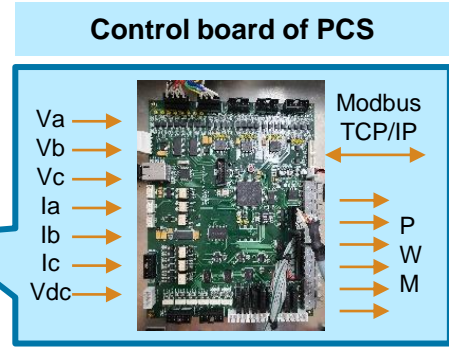 Control board of PCS
Va
Vb
Vc
Ia
Ib
Ic
Vdc
Modbus
TCP/IP
P
W
M